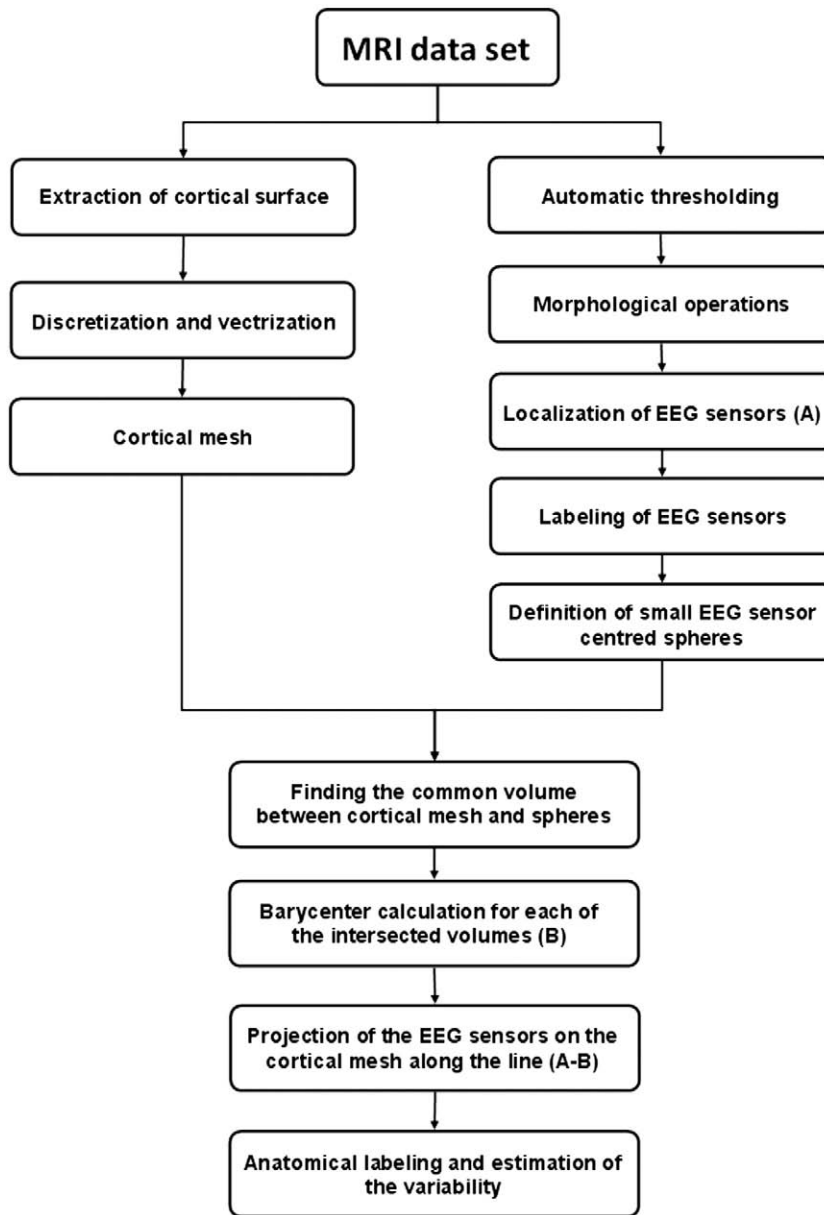 MRI data set
Extraction of cortical surface
Discretization and vectrization
Cortical mesh
Automatic thresholding
Morphological operations
Localization of EEG sensors (A)
Labeling of EEG sensors
Definition of small EEG sensor
centred spheres
Finding the common volume
between cortical mesh and spheres
Barycenter calculation for each of
the intersected volumes (B)
Projection of the EEG sensors on the
cortical mesh along the line (A-B)
Anatomical labeling and estimation of
the variability